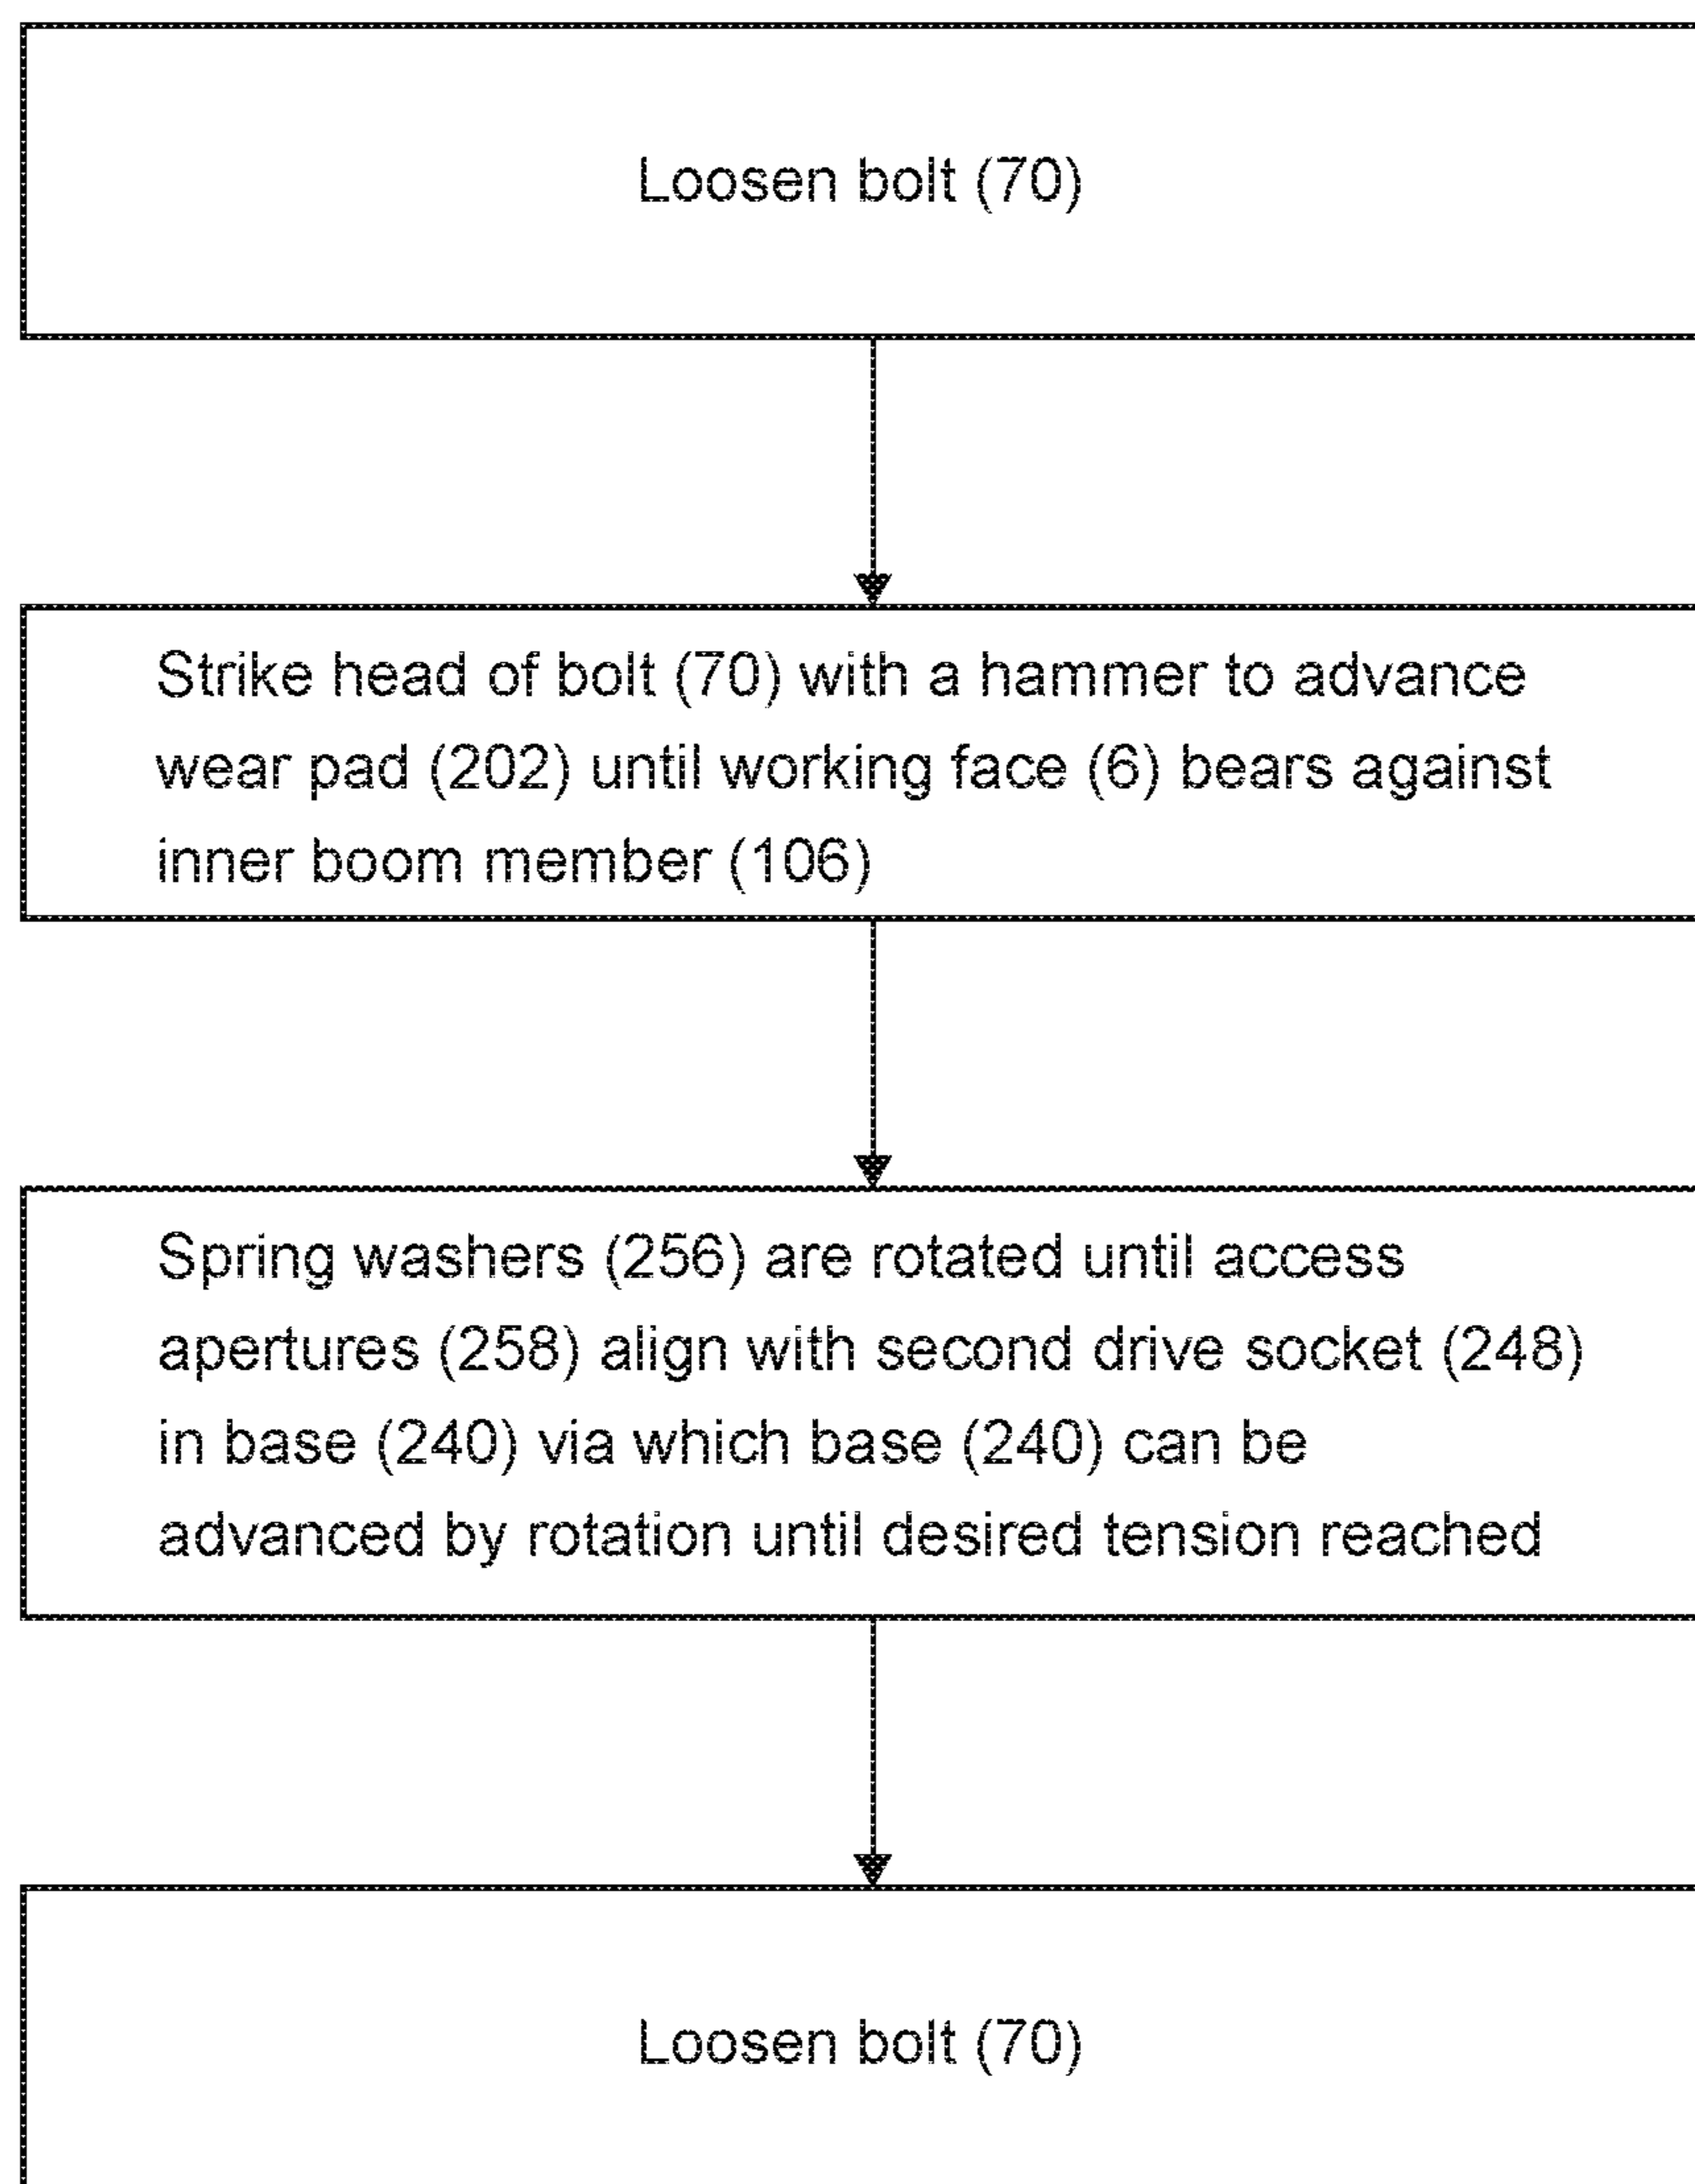 Loosen bolt (70)
Strike head of bolt (70) with a hammer to advance
wear pad (202) until working face (6) bears against
inner boom member (106)
Spring washers (256) are rotated until access
apertures (258) align with second drive socket (248)
in base (240) via which base (240) can be
advanced by rotation until desired tension reached
Loosen bolt (70)